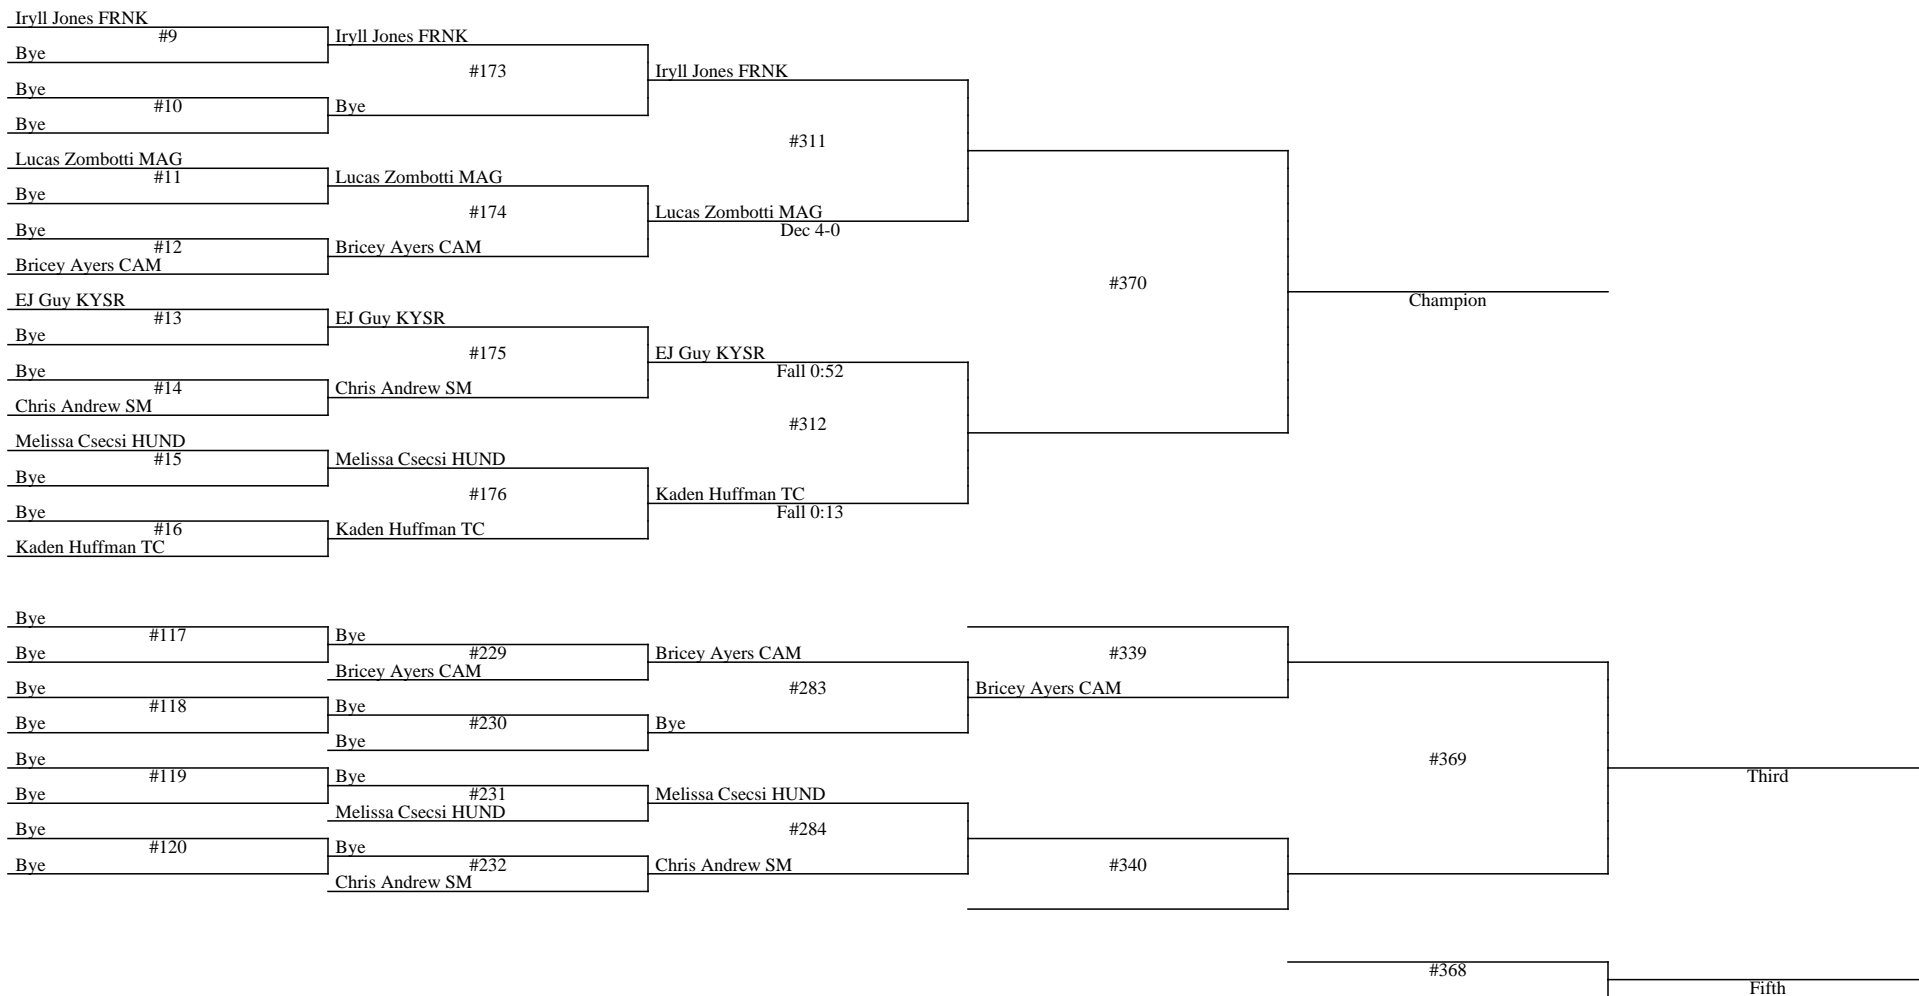 Iryll Jones FRNK
#9
Bye
Iryll Jones FRNK
#173
Bye
#10
Bye
Bye
Iryll Jones FRNK
#311
Lucas Zombotti MAG
#11
Bye
Lucas Zombotti MAG
#174
Bye
#12
Bricey Ayers CAM
Bricey Ayers CAM
Lucas Zombotti MAG
Dec 4-0
#370
Champion
EJ Guy KYSR
#13
Bye
EJ Guy KYSR
#175
Bye
#14
Chris Andrew SM
Chris Andrew SM
EJ Guy KYSR
Fall 0:52
#312
Melissa Csecsi HUND
#15
Bye
Melissa Csecsi HUND
#176
Bye
#16
Kaden Huffman TC
Kaden Huffman TC
Kaden Huffman TC
Fall 0:13
Bye
#117
Bye
Bye
#229
Bricey Ayers CAM
Bricey Ayers CAM
#283
Bye
#118
Bye
Bye
#230
Bye
Bye
#339
Bricey Ayers CAM
Bye
#119
Bye
Bye
#231
Melissa Csecsi HUND
Melissa Csecsi HUND
#284
Bye
#120
Bye
Bye
#232
Chris Andrew SM
Chris Andrew SM
#340
#369
Third
#368
Fifth